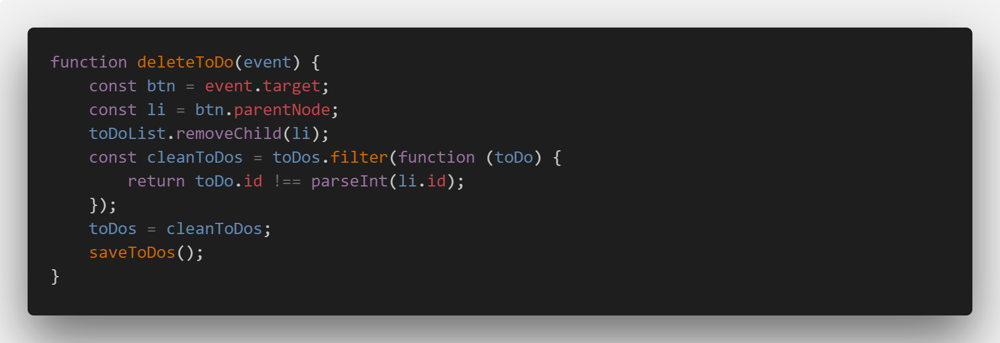 function deleteToDo(event) {
    const btn = event.target;
    const li = btn.parentNode;
    toDoList.removeChild(li);
    const cleanToDos = toDos.filter(function (toDo) {
        return toDo.id !== parseInt(li.id);
    });
    toDos = cleanToDos;
    saveToDos();
}